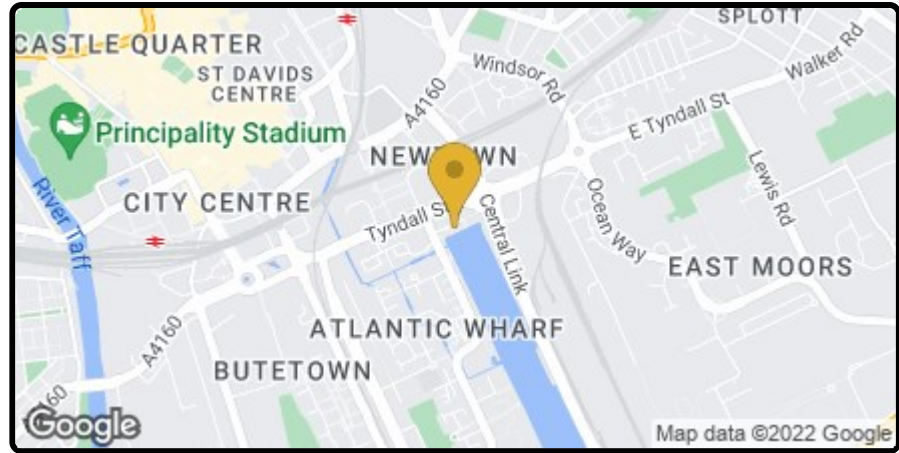 SPLOTT
CASTLE QUARTER
ST DAVIDS
CENTRE
Windsor Rd
Walker Rd
A4160
E Tyndall St
Principality Stadium
NEWTOWN
Lewis Rd
River Taff
CITY CENTRE
Tyndall S
Central Link
Ocean Way
EAST MOORS
A4160
ATLANTIC WHARF
BUTETOWN
60
Google
Map data ©2022 Google